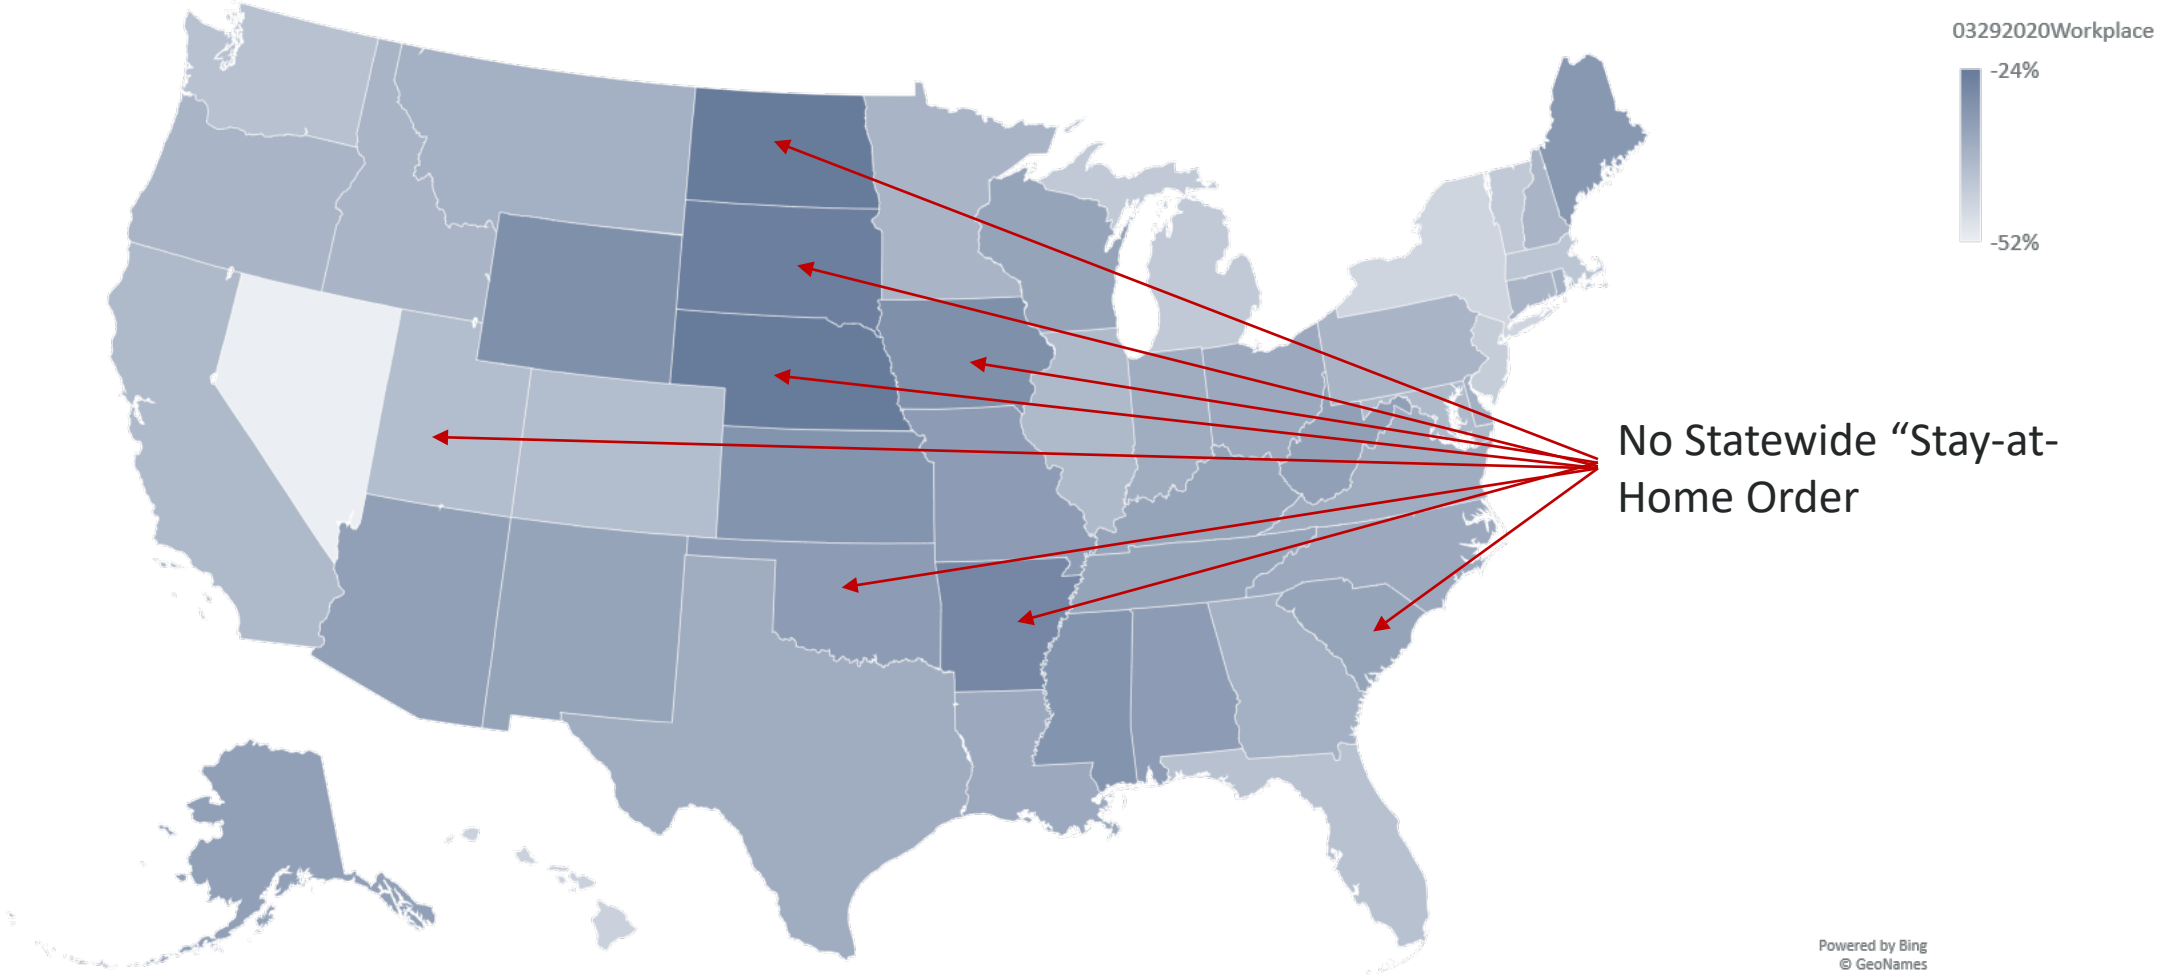 03292020Workplace
-24%
-52%
No Statewide “Stay-at-
Home Order
Powered by Bing
© GeoNames